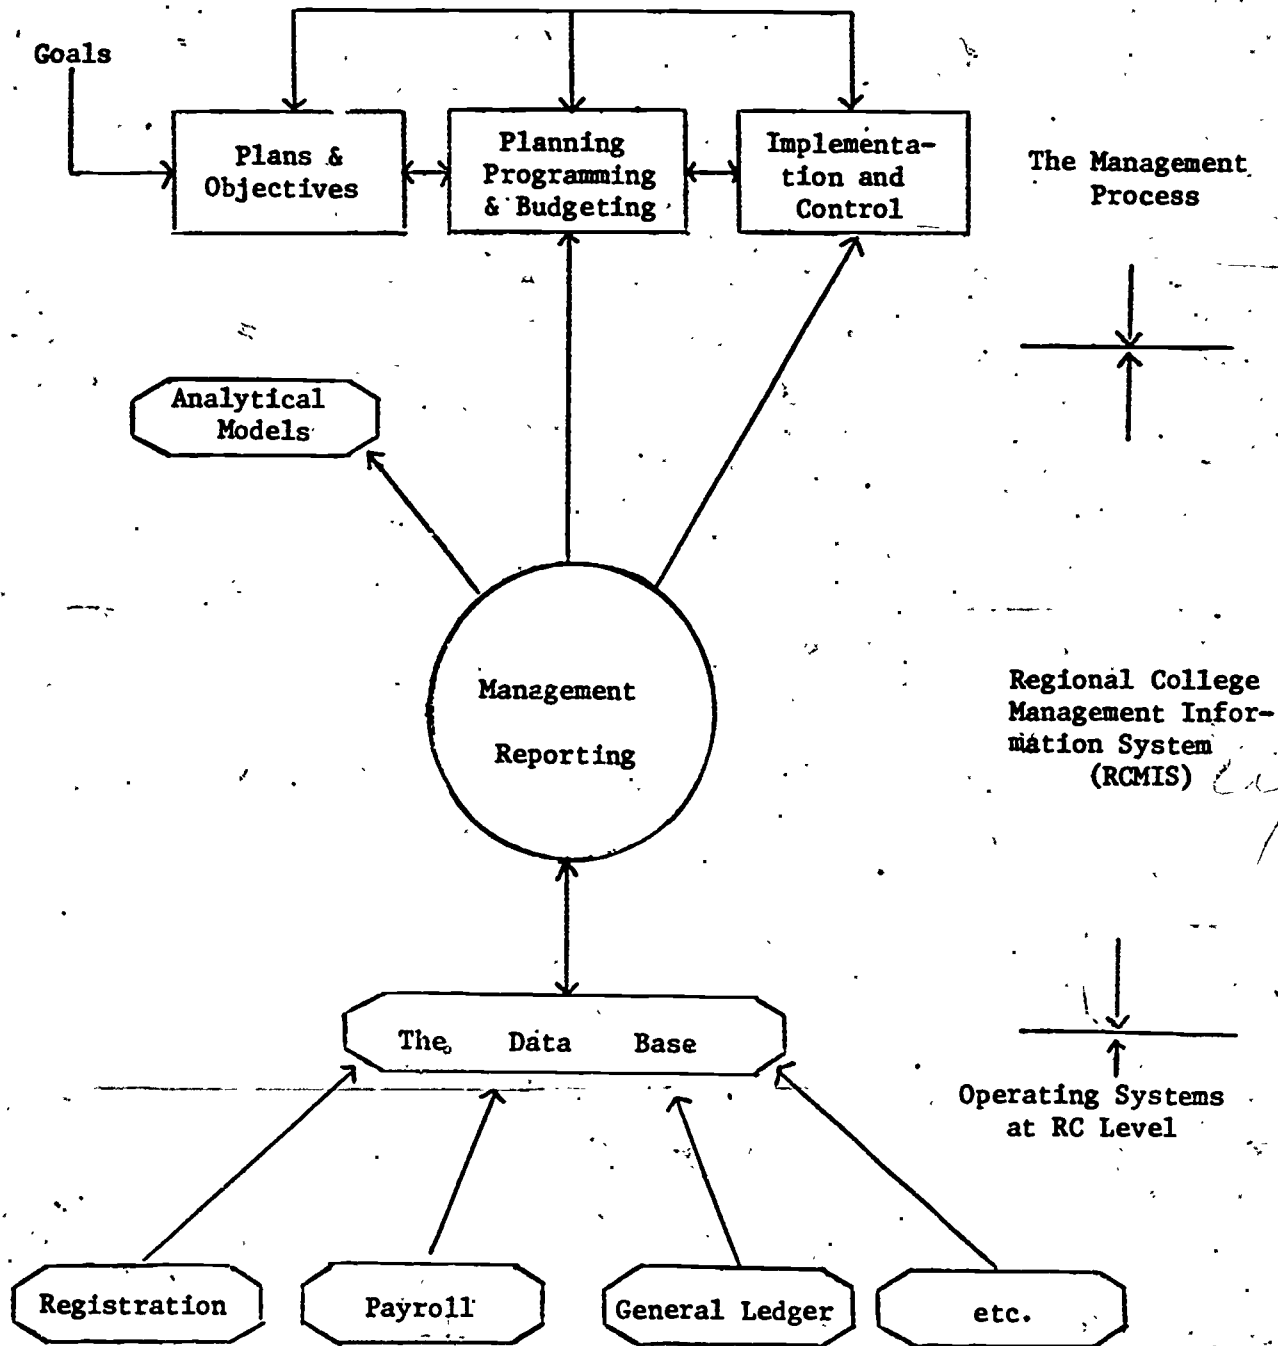 Goals
Plans &
Objectives
Planning
Programming
& Budgeting
Implementa-
tion and
Control
The Management
Process
Analytical
Models
Management
Reporting
Regional College
Management Infor-
mation System
(RCMIS)
The Data Base
Operating Systems
at RC Level
Registration
Payroll
General Ledger
etc.